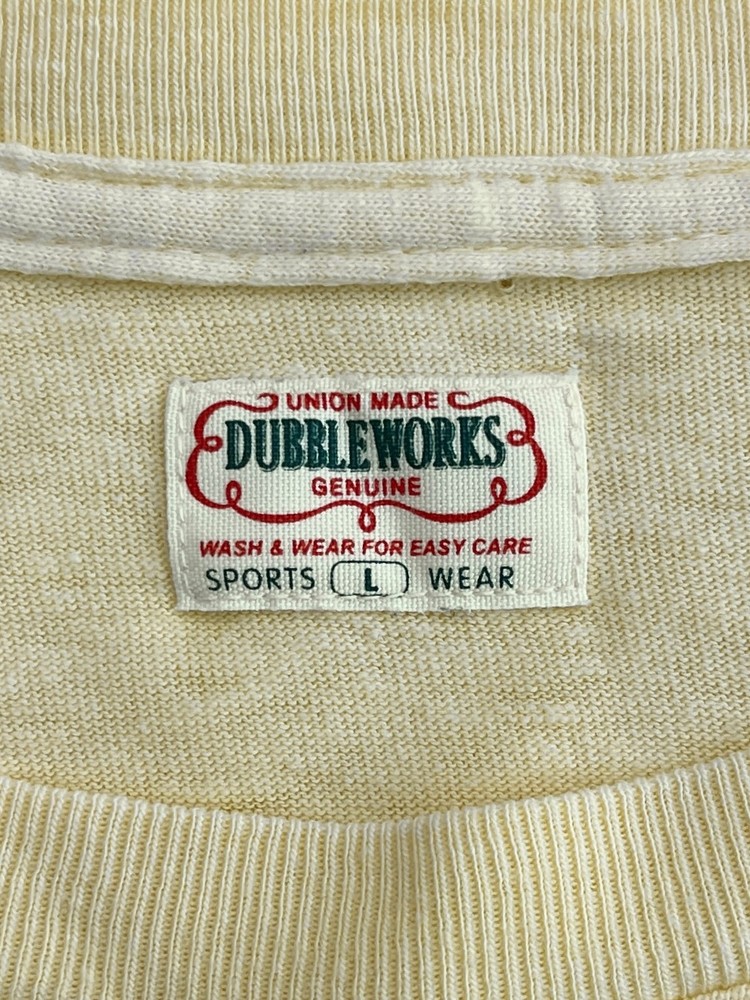 UNION MADE
DUBBLEWORKS
GENUINE
WASH & WEAR FOR EASY CARE
SPORTS L WEAR